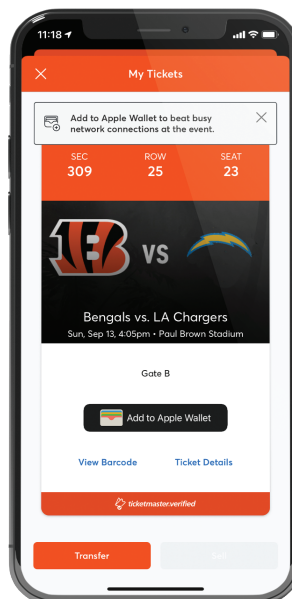 11:18
My Tickets
Add to Apple Wallet to beat busy
network connections at the event.
SEC ROW SEAT
309 25 23
B VS
Bengals vs. LA Chargers
Sun, Sep 13, 4:05pm • Paul Brown Stadium
Gate B
Add to Apple Wallet
View Barcode Ticket Details
ticketmaster.verified
Transfer Sell